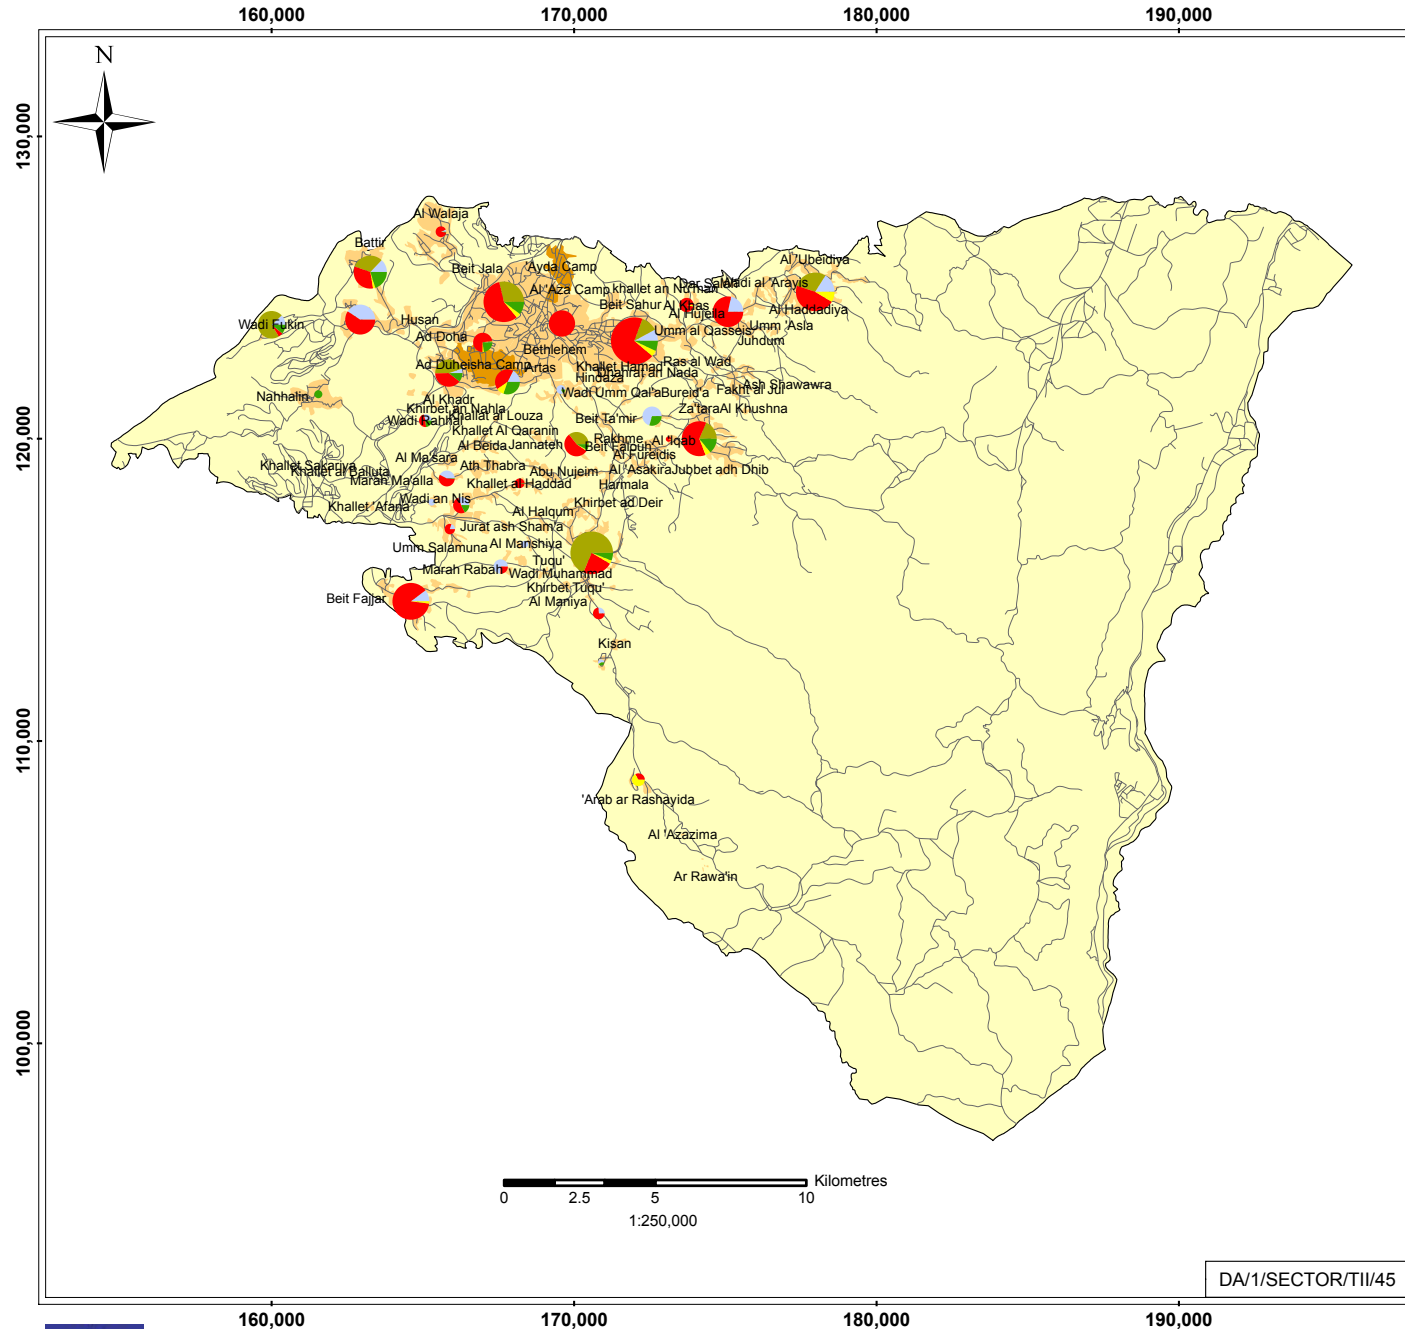 160,000
170,000
180,000
190,000
N
130,000
120,000
110,000
100,000
Al Walaja
Battir
Beit Jala
'Ayda Camp
Al 'Ubeidiya
Dar Salah
Wadi al 'Arayis
Al 'Aza Camp
khallet an Nu'man
Beit Sahur
Al Khas
Al Haddadiya
Al Hujeila
Wadi Fukin
Husan
Umm 'Asla
Umm al Qasseis
Ad Doha
Juhdum
Bethlehem
Ras al Wad
Ad Duheisha Camp
Artas
Khallet Hamad
Dhahrat an Nada
Hindaza
Ash Shawawra
Fakht al Jul
Nahhalin
Wadi Umm Qal'a
Bureid'a
Al Khadr
Khirbet an Nahla
Za'tara
Al Khushna
Khallat al Louza
Wadi Rahhal
Beit Ta'mir
Khallet Al Qaranin
Al Beida
Jannateh
Rakhme
Al 'Iqab
Beit Falouh
Al Fureidis
Al Ma'sara
Khallet Sakariya
Khallet al Balluta
Ath Thabra
Abu Nujeim
Al 'Asakira
Jubbet adh Dhib
Marah Ma'alla
Khallet al Haddad
Harmala
Wadi an Nis
Khallet 'Afana
Khirbet ad Deir
Al Halqum
Jurat ash Sham'a
Al Manshiya
Umm Salamuna
Tuqu'
Marah Rabah
Wadi Muhammad
Khirbet Tuqu'
Beit Fajjar
Al Maniya
Kisan
'Arab ar Rashayida
Al 'Azazima
Ar Rawa'in
Kilometres
0
2.5
5
10
1:250,000
DA/1/SECTOR/TII/45
160,000
170,000
180,000
190,000